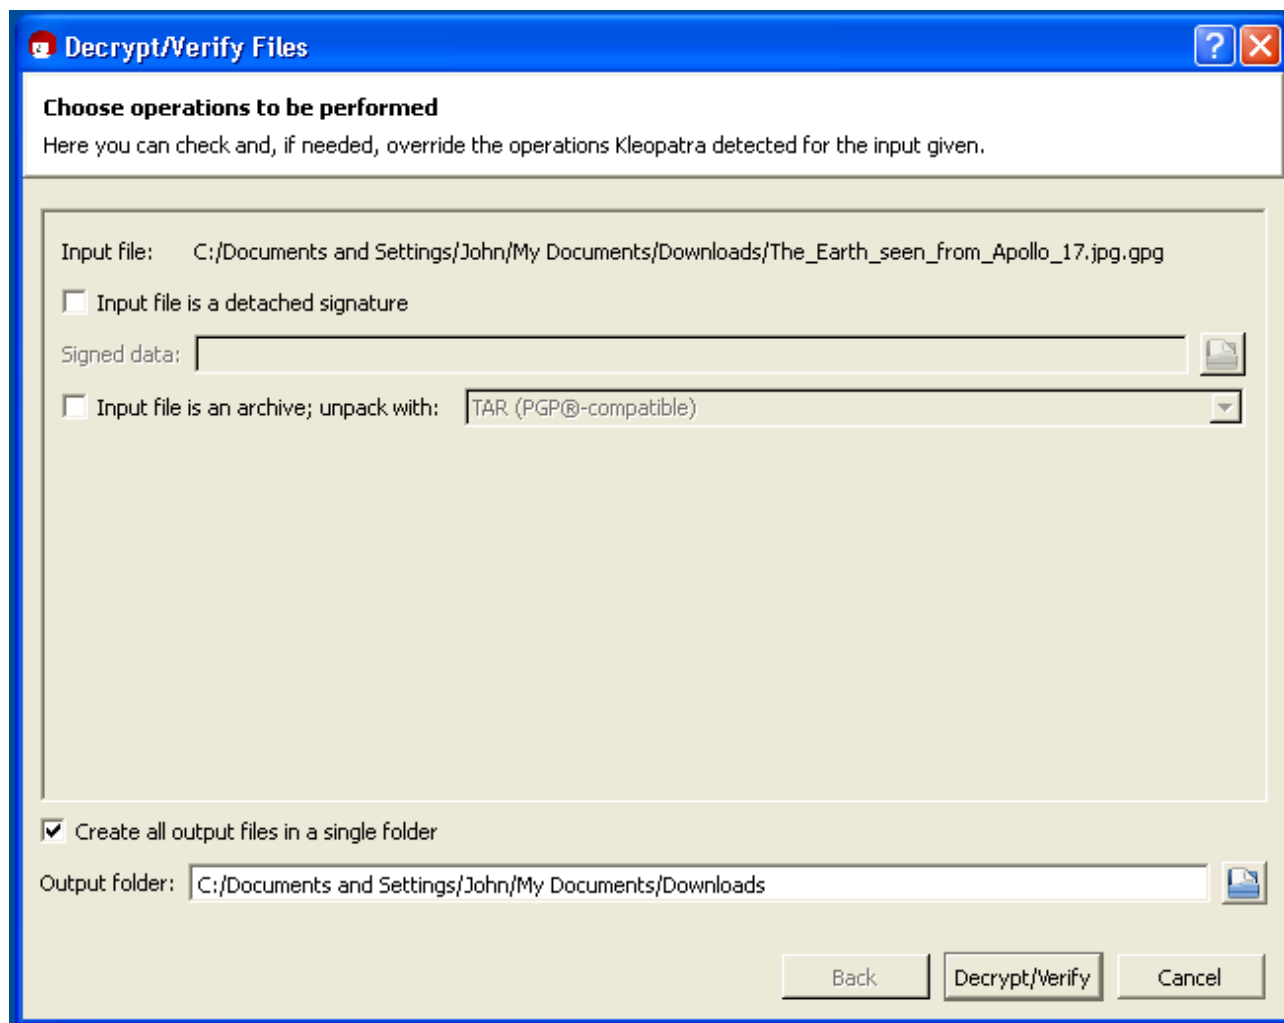 Decrypt/Verify Files
Choose operations to be performed
Here you can check and, if needed, override the operations Kleopatra detected for the input given.
Input file: C:/Documents and Settings/John/My Documents/Downloads/The_Earth_seen_from_Apollo_17.jpg.gpg
Input file is a detached signature
Signed data:
Input file is an archive; unpack with: TAR (PGP®-compatible)
Create all output files in a single folder
Output folder: C:/Documents and Settings/John/My Documents/Downloads
Back Decrypt/Verify Cancel